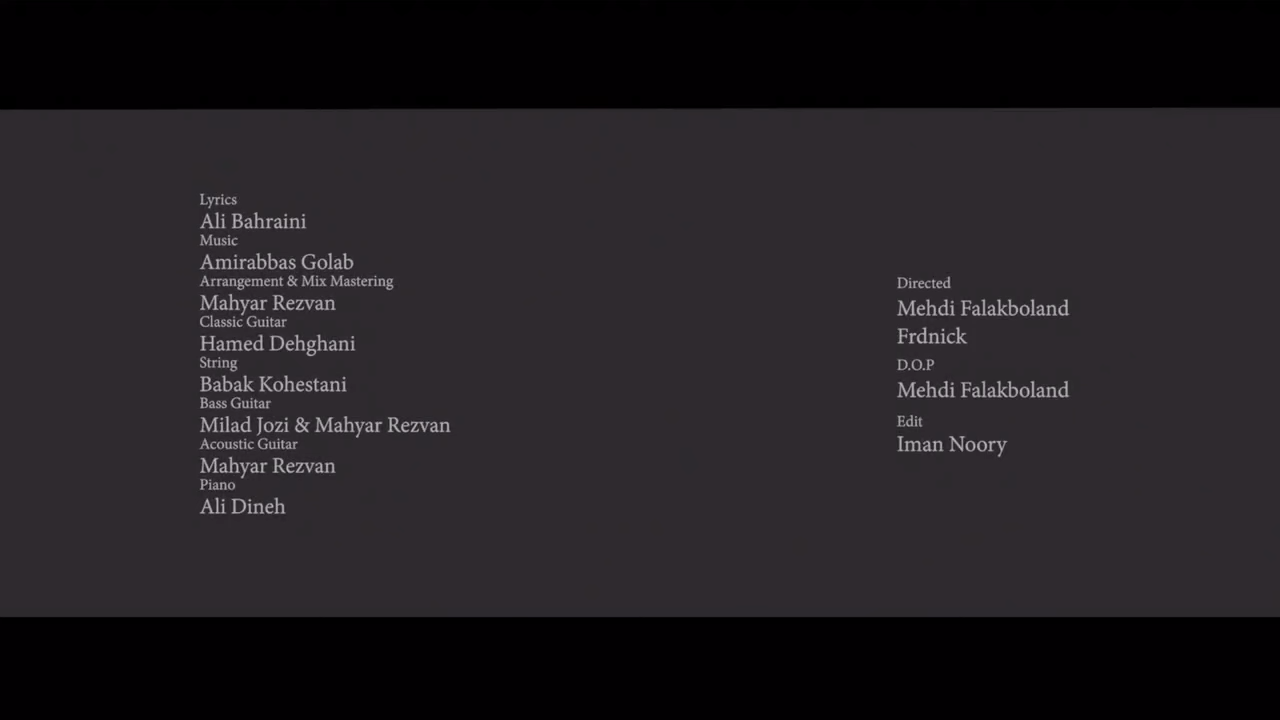 Lyrics
Ali Bahraini
Music
Amirabbas Golab
Arrangement & Mix Mastering
Mahyar Rezvan
Classic Guitar
Hamed Dehghani
String
Babak Kohestani
Bass Guitar
Milad Jozi & Mahyar Rezvan
Acoustic Guitar
Mahyar Rezvan
Piano
Ali Dineh
Directed
Mehdi Falakboland
Frdnick
D.O.P
Mehdi Falakboland
Edit
Iman Noory